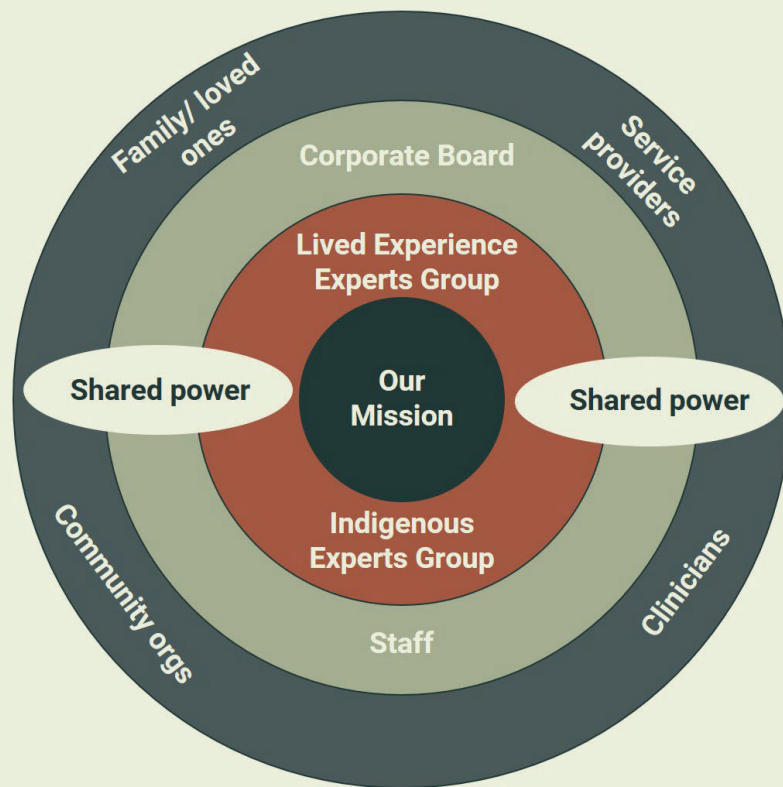 Family/ loved
ones
Service
providers
Corporate Board
Lived Experience
Experts Group
Shared power
Our
Mission
Shared power
Indigenous
Experts Group
Community orgs
Clinicians
Staff